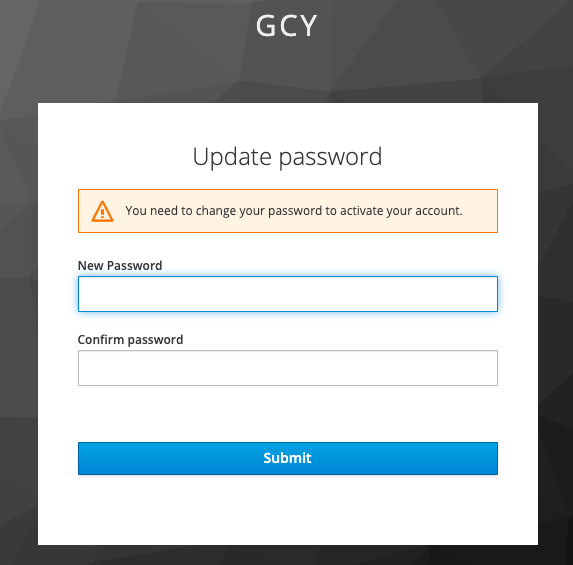 GCY
Update password
You need to change your password to activate your account.
New Password
Confirm password
Submit